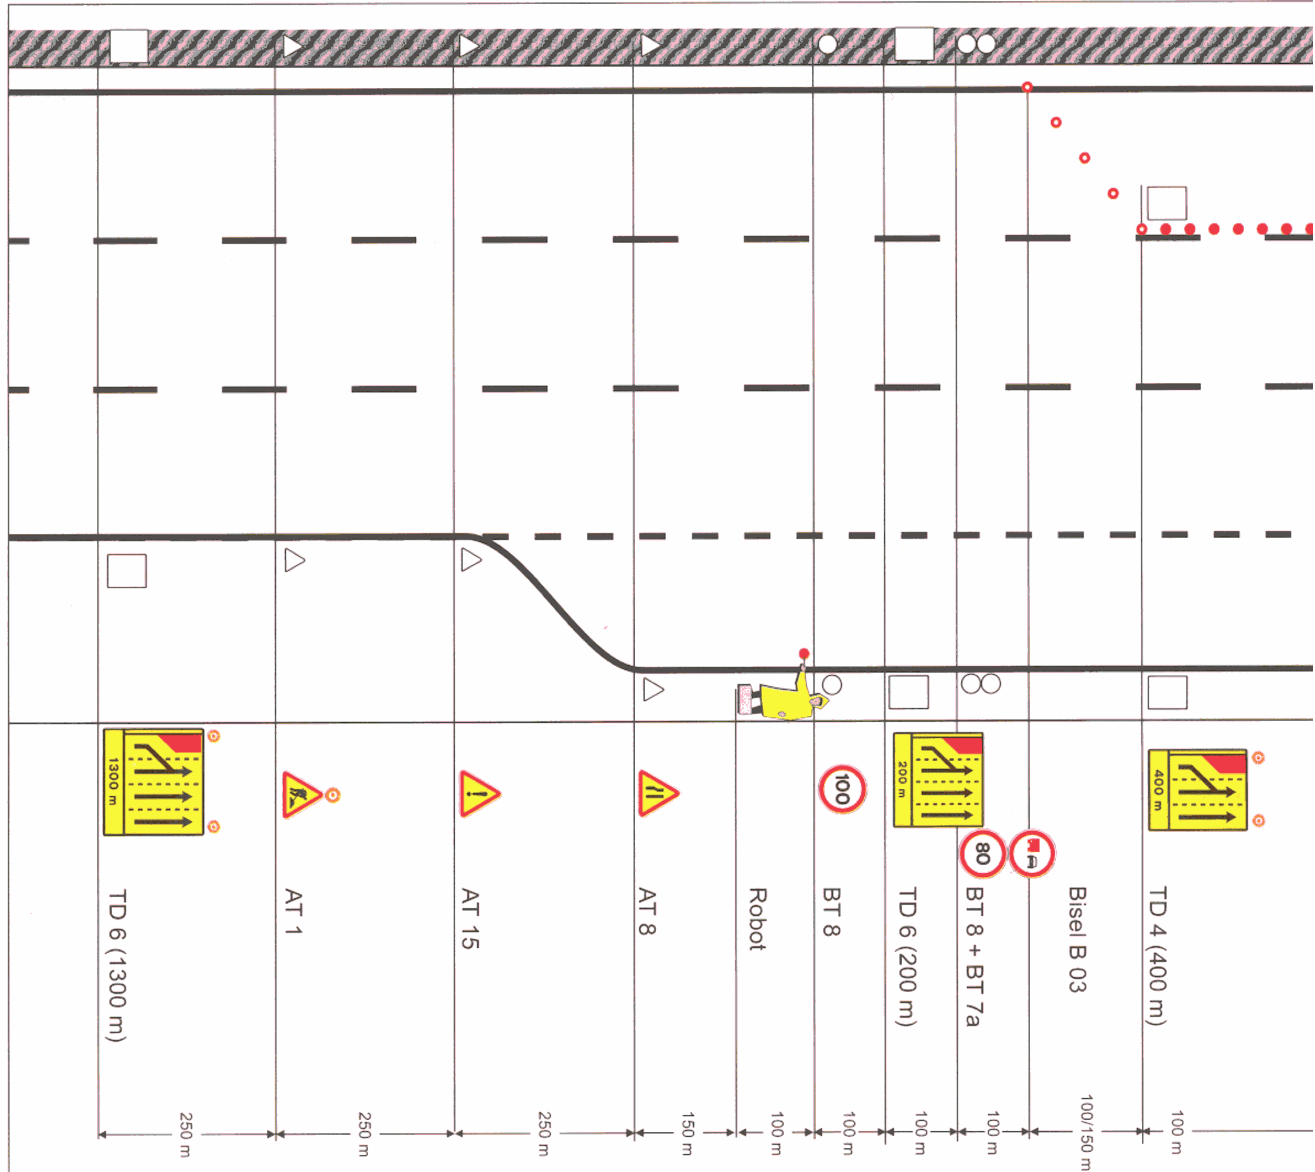 1300 m
100
200 m
80
400 m
TD 6 (1300 m)
AT 1
AT 15
AT 8
Robot
BT 8
TD 6 (200 m)
BT 8 + BT 7a
Bisel B 03
TD 4 (400 m)
250 m
250 m
250 m
150 m
100 m
100 m
100 m
100 m
100/150 m
100 m